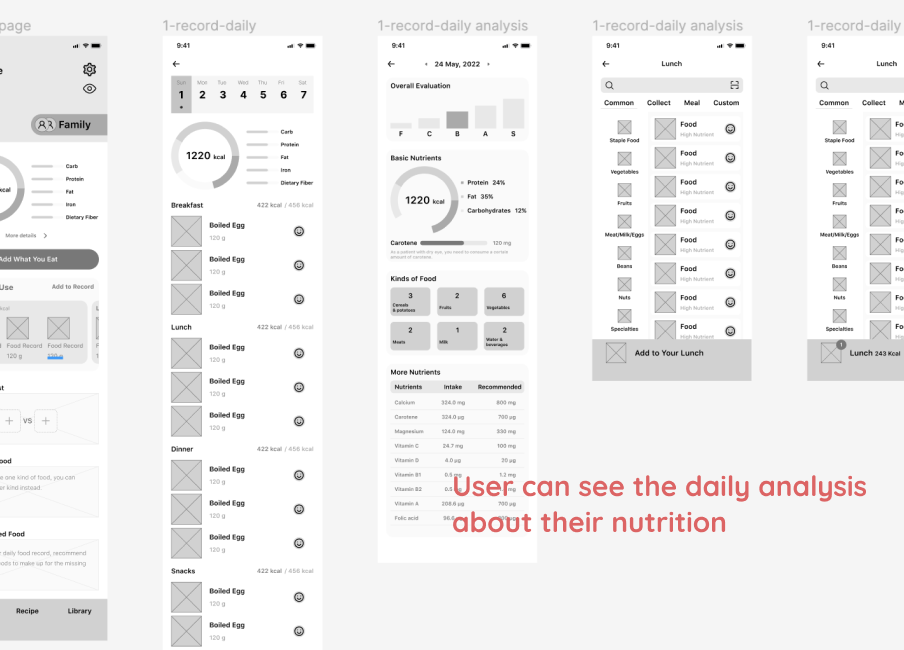 page
e
Family
kcal
Carb
Protein
Fat
Iron
Dietary Fiber
More details
Add What You Eat
Use
Add to Record
Food Record
Food Record
120 g
120 g
+ vs +
ood
e one kind of food, you can
er kind instead
ed Food
daily food record, recommend
ods to make up for the missing
Recipe
Library
1-record-daily
9:41
Sun Mon Tue Wed Thu Fri Sat
1 2 3 4 5 6 7
1220 kcal
Carb
Protein
Fat
Iron
Dietary Fiber
Breakfast 422 kcal / 456 kcal
Boiled Egg
120 g
Boiled Egg
120 g
Boiled Egg
120 g
Lunch 422 kcal / 456 kcal
Boiled Egg
120 g
Boiled Egg
120 g
Boiled Egg
120 g
Dinner 422 kcal / 456 kcal
Boiled Egg
120 g
Boiled Egg
120 g
Boiled Egg
120 g
Snacks 422 kcal / 456 kcal
Boiled Egg
120 g
Boiled Egg
120 g
1-record-daily analysis
9:41
24 May, 2022
Overall Evaluation
F C B A S
Basic Nutrients
1220 kcal
Protein 24%
Fat 35%
Carbohydrates 12%
Carotene 120 mg
As a patient with dry eye, you need to consume a certain
amount of carotene.
Kinds of Food
3
Cereals
& potatoes
2
Fruits
6
Vegetables
2
Meats
1
Milk
2
Water &
beverages
More Nutrients
Nutrients Intake Recommended
Calcium 324.0 mg 800 mg
Carotene 324.0 μg 700 μg
Magnesium 124.0 mg 330 mg
Vitamin C 24.7 mg 100 mg
Vitamin D 4.0 μg 20 μg
Vitamin B1 0.5 mg 1.2 mg
Vitamin B2
Vitamin A 208.6 μg 700 μg
Folic acid
User can see the daily analysis
about their nutrition
1-record-daily analysis
9:41
Lunch
Common Collect Meal Custom
Staple Food
Vegetables
Fruits
Meat/Milk/Eggs
Beans
Nuts
Specialties
Food
High Nutrient
Food
High Nutrient
Food
High Nutrient
Food
High Nutrient
Food
High Nutrient
Food
High Nutrient
Food
High Nutrient
Food
High Nutrient
Add to Your Lunch
1-record-daily
9:41
Lunch
Common Collect M
Staple Food
Vegetables
Fruits
Meat/Milk/Eggs
Beans
Nuts
Specialties
Fo
Fo
Fo
Fo
Fo
Fo
Fo
Fo
1
Lunch 243 Kcal